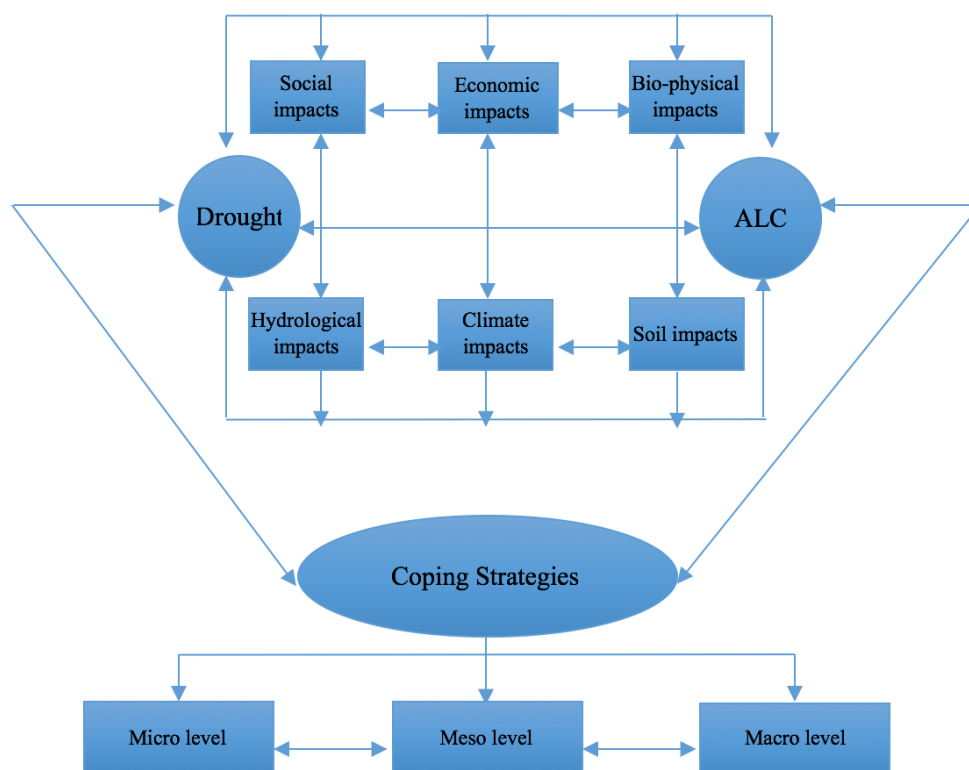 Social
impacts
Economic
impacts
Bio-physical
impacts
Drought
ALC
Hydrological
impacts
Climate
impacts
Soil impacts
Coping Strategies
Micro level
Meso level
Macro level